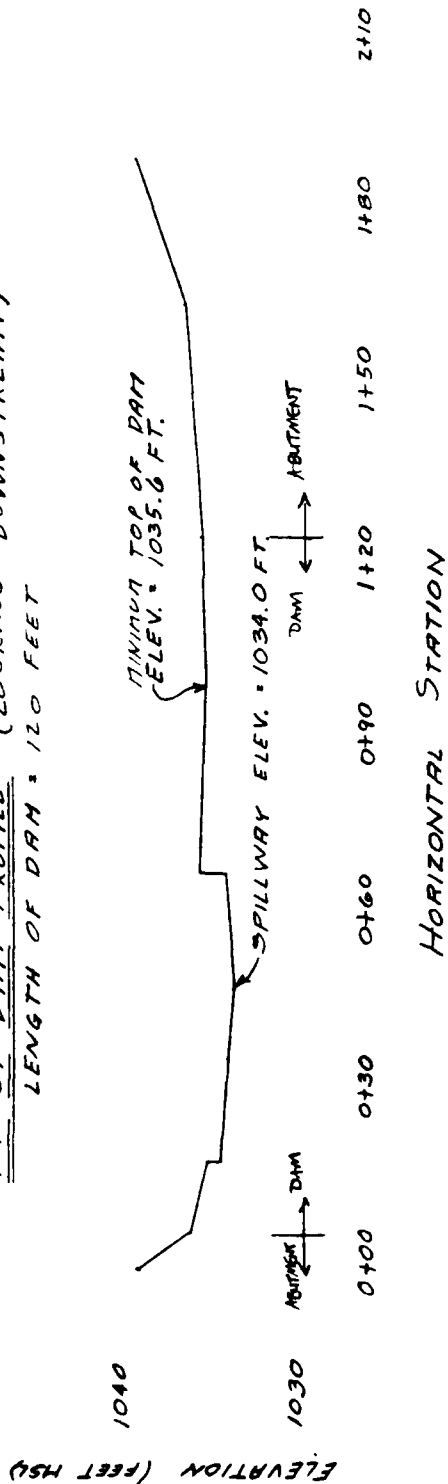 (LOOKING DOWNSTREAM)
LENGTH OF DAM = 120 FEET
MINIMUM TOP OF DAM
ELEV. = 1035.6 FT.
SPILLWAY ELEV. = 1034.0 FT.
1040
1030
ELEVATION (FEET MSL)
ABUTMENT DAM
DAM ABUTMENT
0+00 0+30 0+60 0+90 1+20 1+50 1+80 2+10
HORIZONTAL STATION